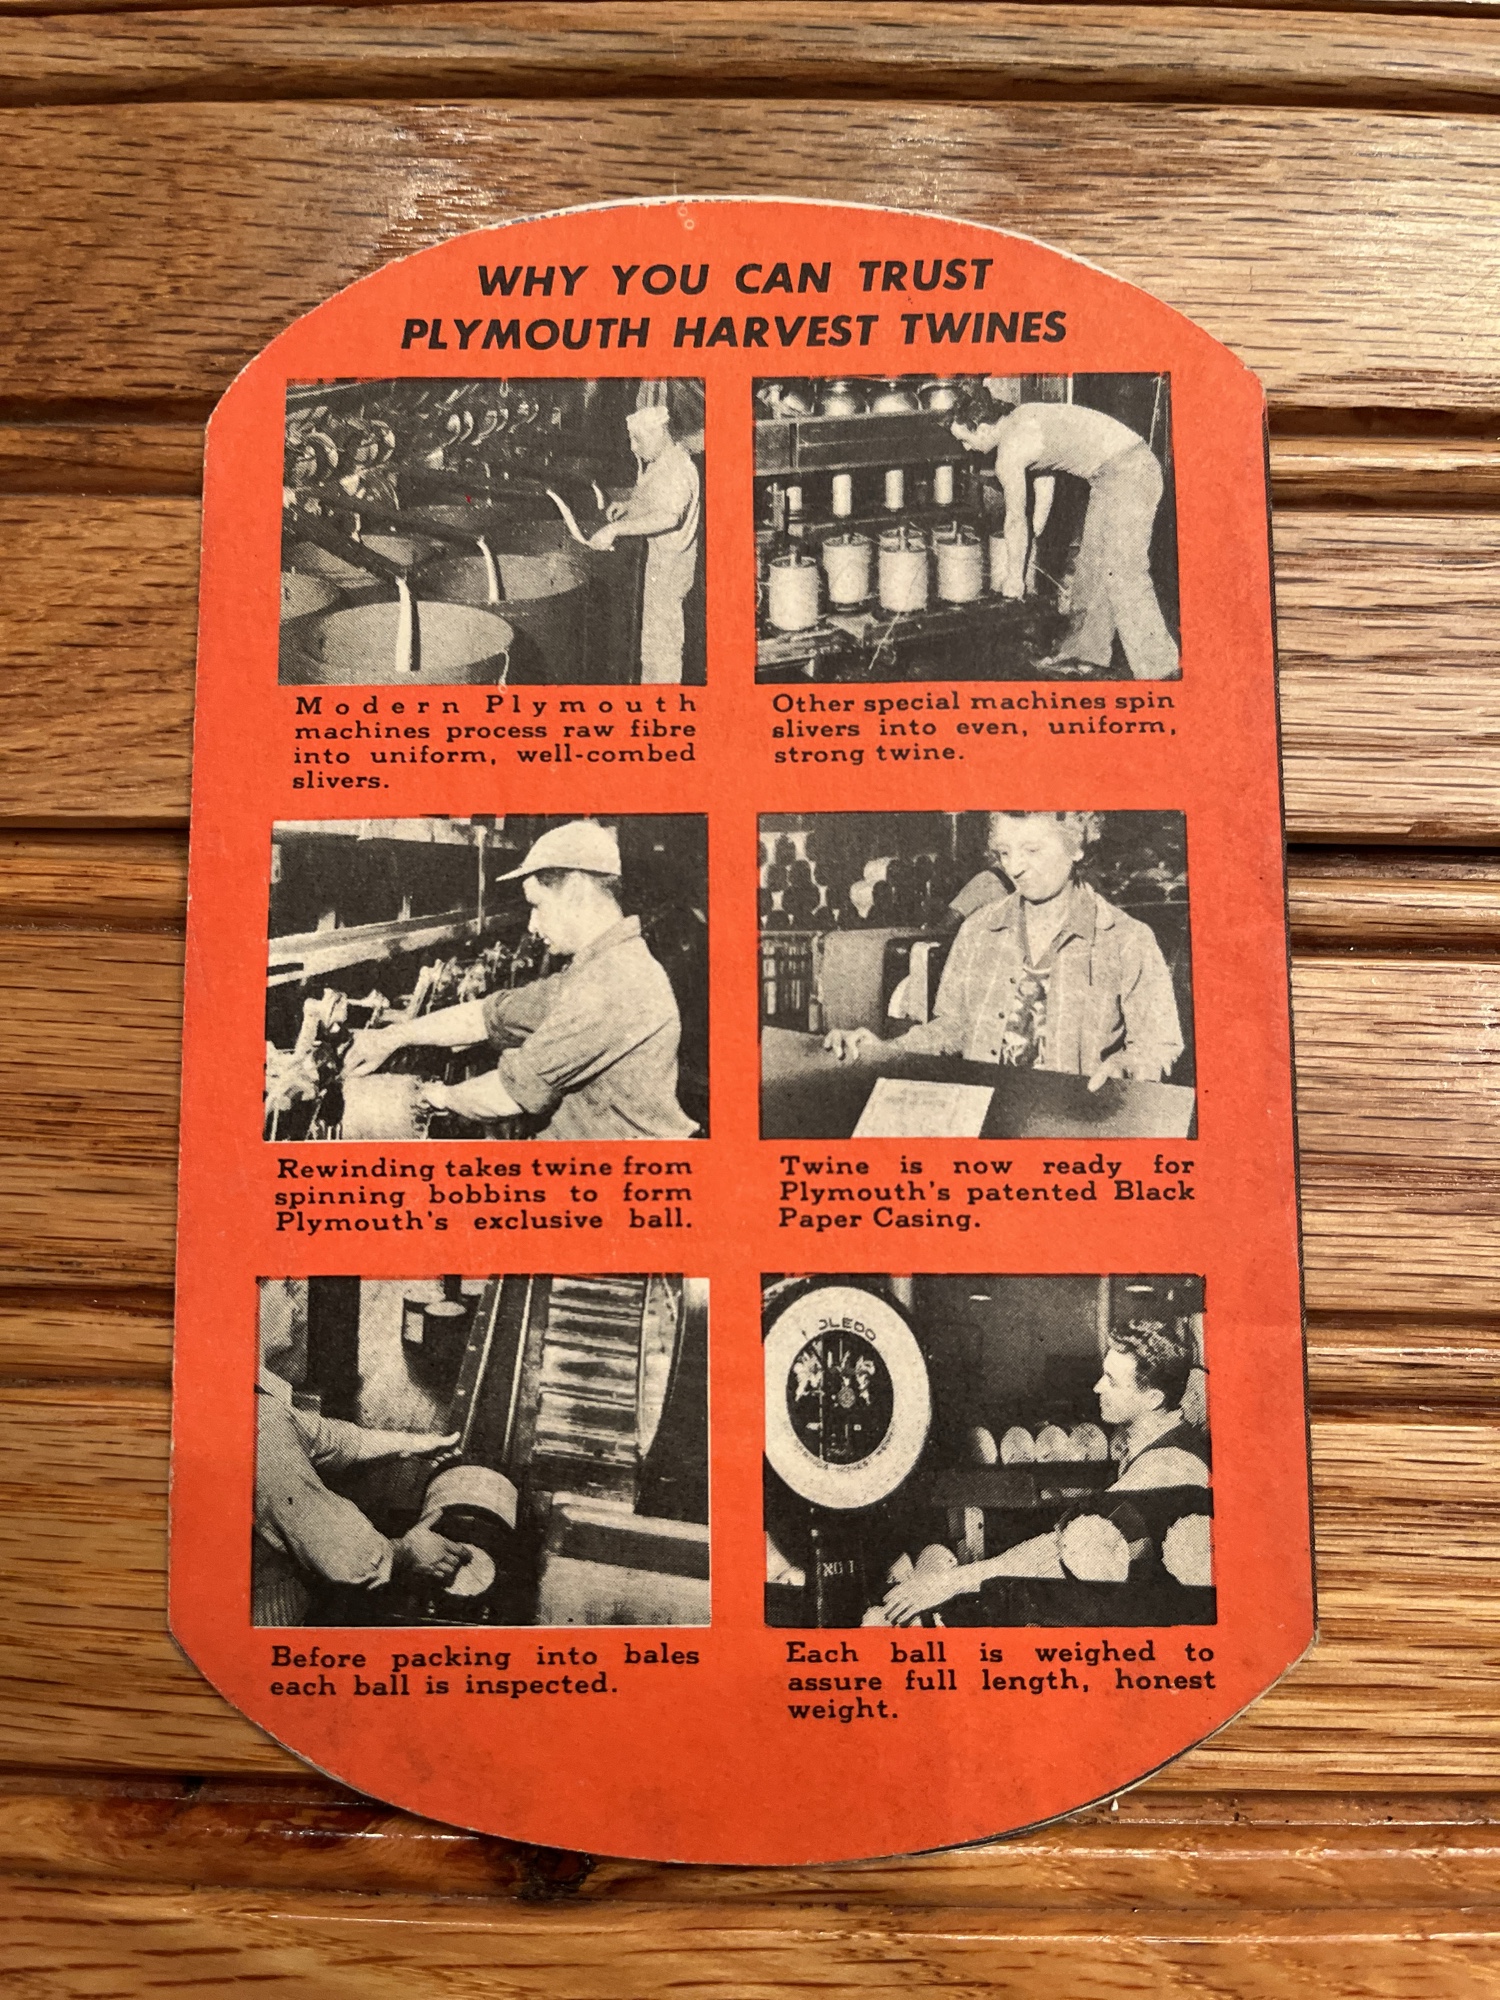 WHY YOU CAN TRUST
PLYMOUTH HARVEST TWINES
Modern Plymouth
machines process raw fibre
into uniform, well-combed
slivers.
Other special machines spin
slivers into even, uniform,
strong twine.
Rewinding takes twine from
spinning bobbins to form
Plymouth's exclusive ball.
Twine is now ready for
Plymouth's patented Black
Paper Casing.
OLEDO
Before packing into bales
each ball is inspected.
Each ball is weighed to
assure full length, honest
weight.